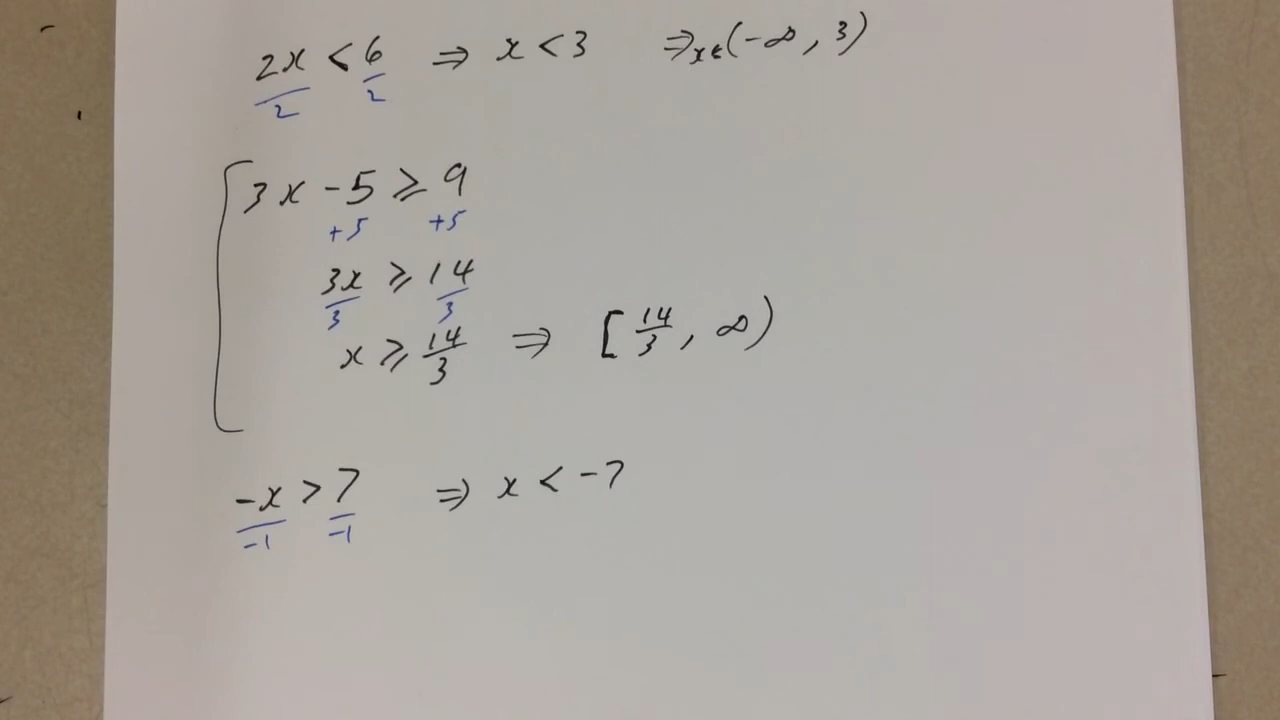 2x < 6 ⇒ x < 3 ⇒ x ∈ (-∞, 3)
2 2
3x - 5 ≥ 9
+5 +5
3x ≥ 14
3 3
x ≥ 14/3 ⇒ [14/3, ∞)
-x > 7 ⇒ x < -7
-1 -1